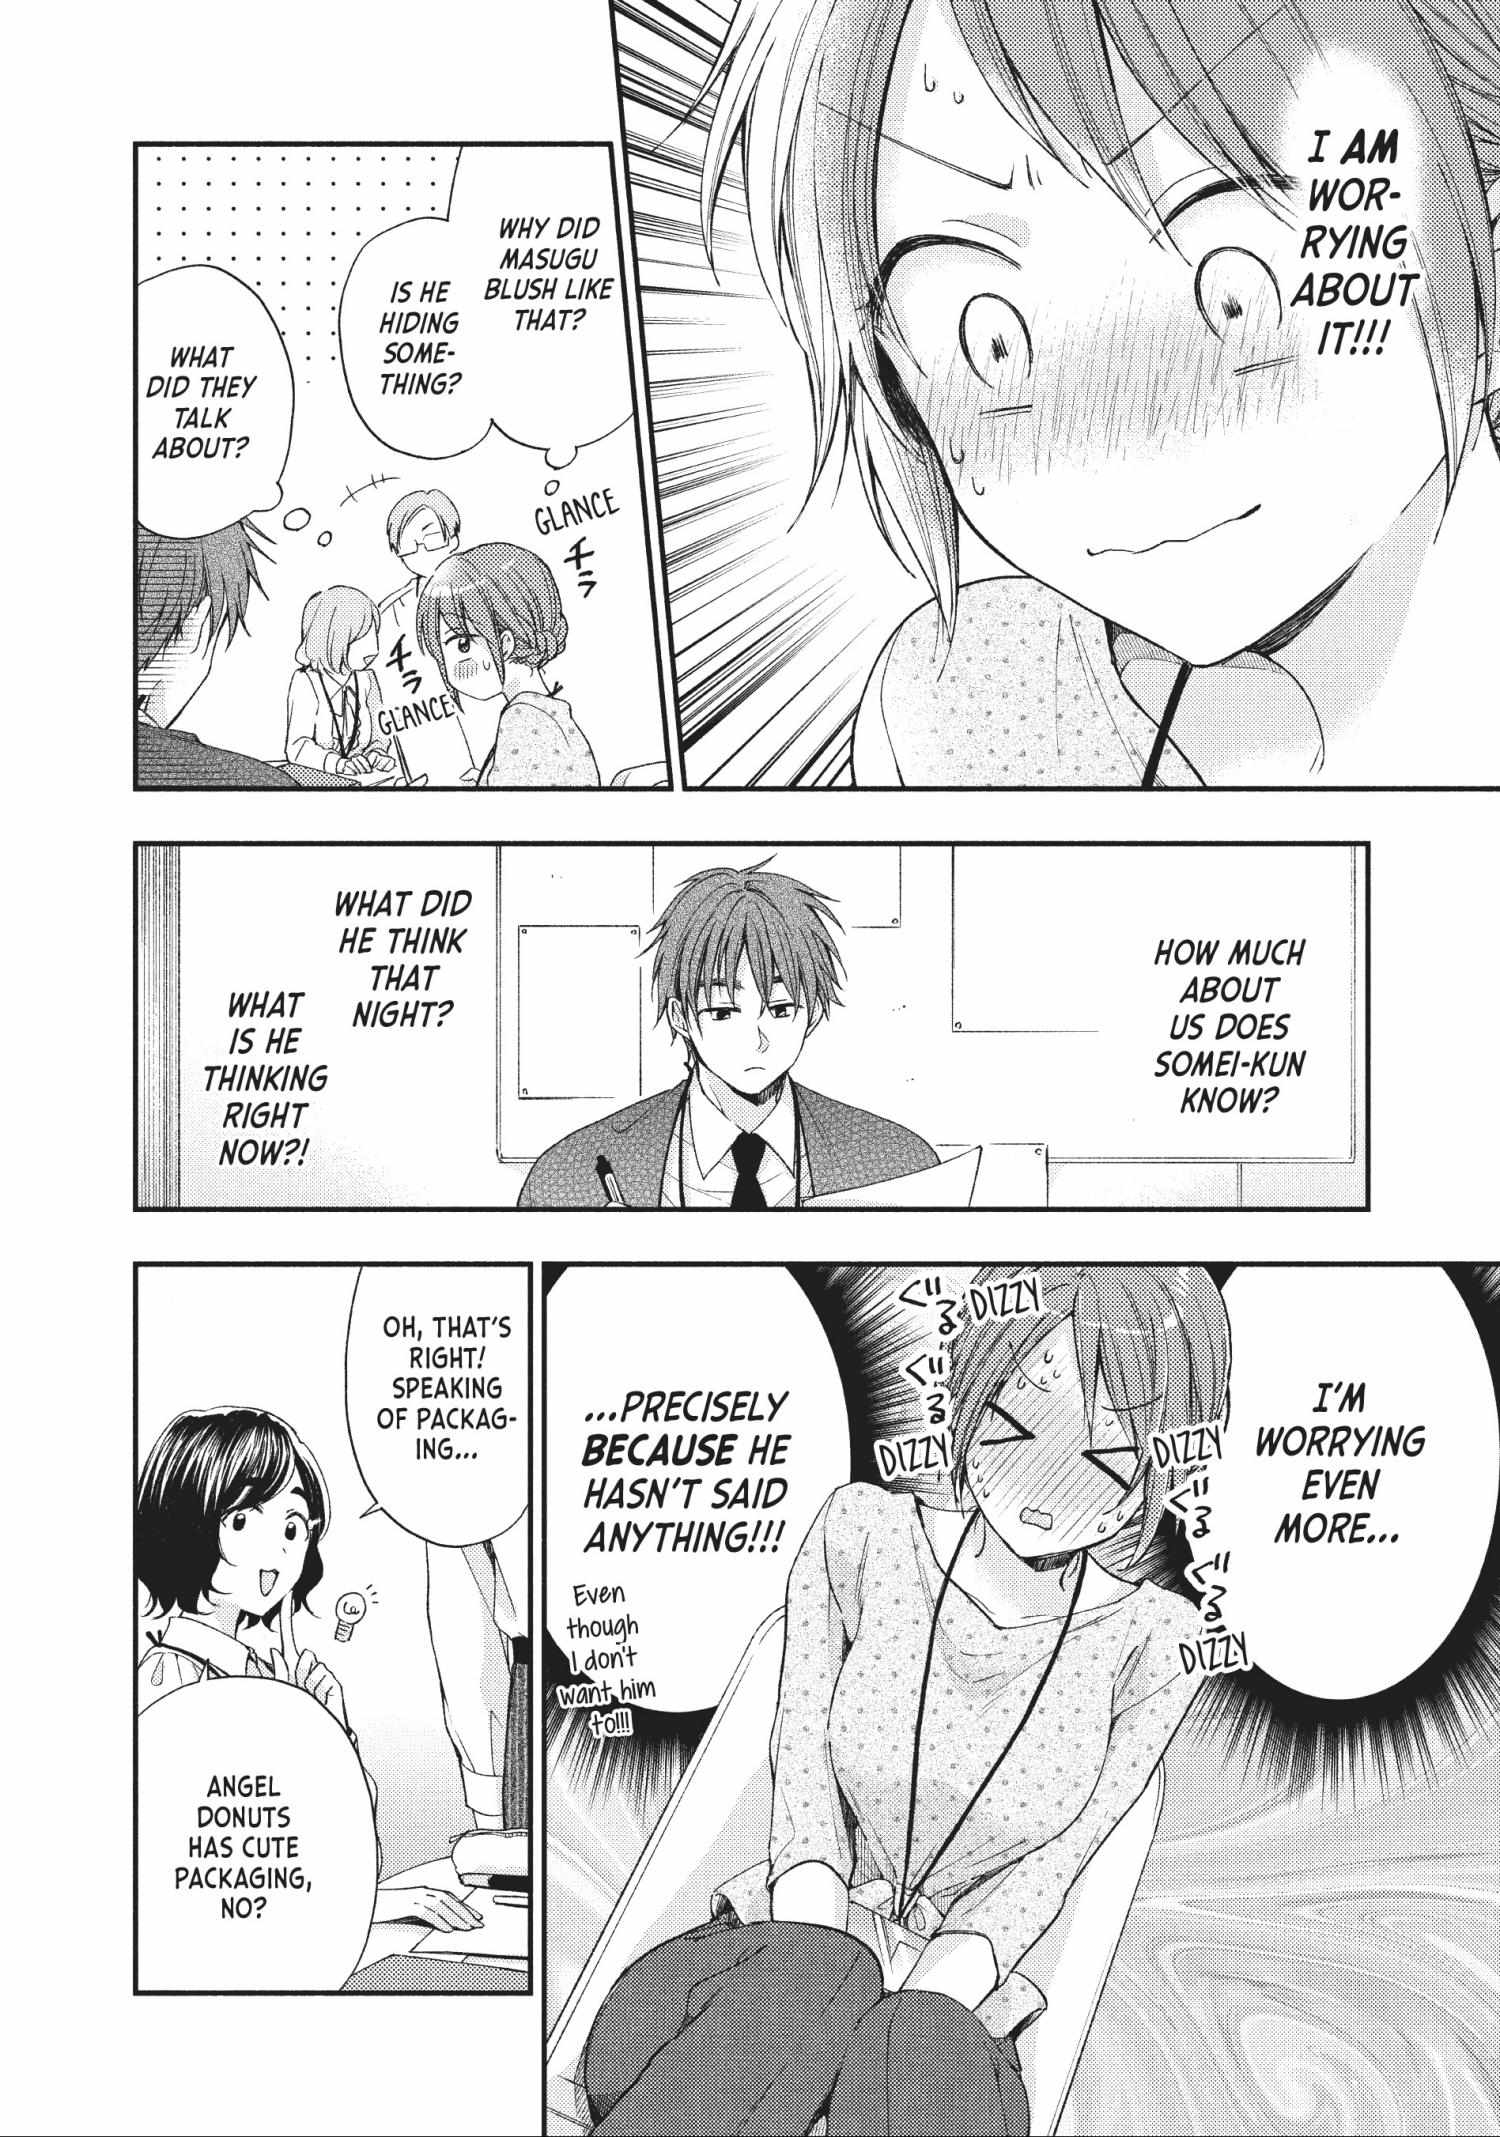 I AM
WOR-
RYING
ABOUT
IT!!!
WHY DID
MASUGU
BLUSH LIKE
THAT?
IS HE
HIDING
SOME-
THING?
WHAT
DID THEY
TALK
ABOUT?
GLANCE
チラ
チラ
GLANCE
HOW MUCH
ABOUT
US DOES
SOMEI-KUN
KNOW?
WHAT DID
HE THINK
THAT
NIGHT?
WHAT
IS HE
THINKING
RIGHT
NOW?!
I'M
WORRYING
EVEN
MORE...
ぐる
DIZZY
ぐる
DIZZY
DIZZY
ぐる
ぐる
DIZZY
...PRECISELY
BECAUSE HE
HASN'T SAID
ANYTHING!!!
Even
though
I don't
want him
to!!!
OH, THAT'S
RIGHT!
SPEAKING
OF PACKAG-
ING...
ANGEL
DONUTS
HAS CUTE
PACKAGING,
NO?